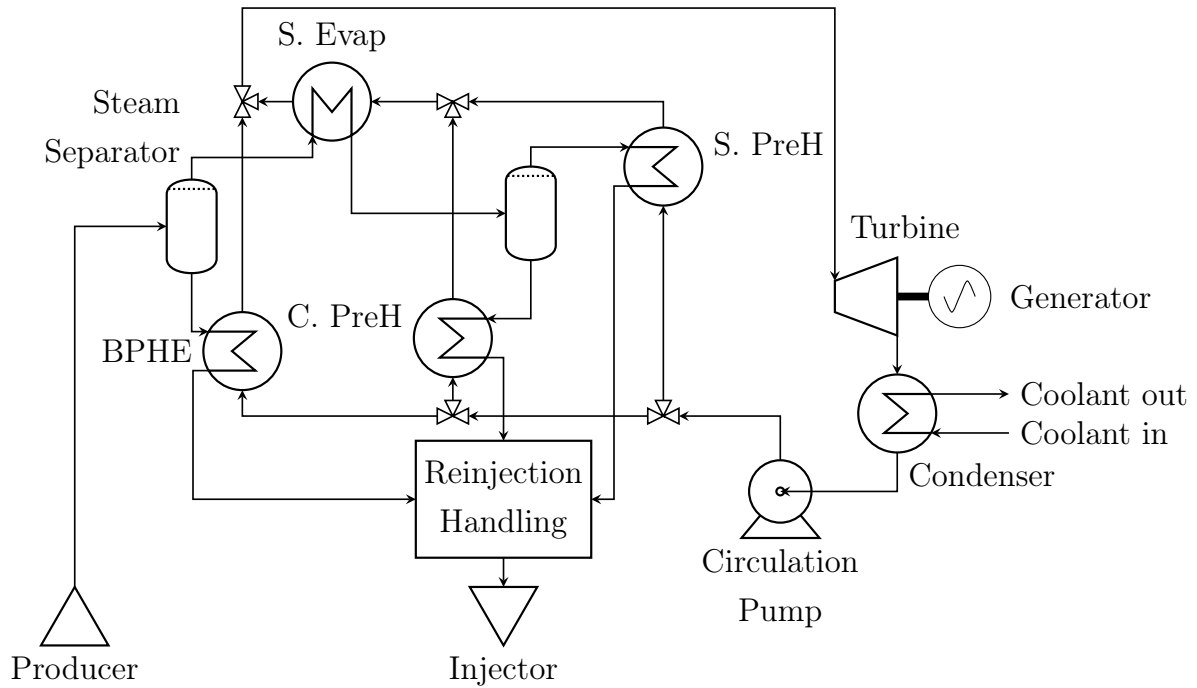 S. Evap
Steam
Separator
S. PreH
Turbine
Generator
C. PreH
BPHE
Coolant out
Coolant in
Condenser
Reinjection
Handling
Circulation
Pump
Producer
Injector